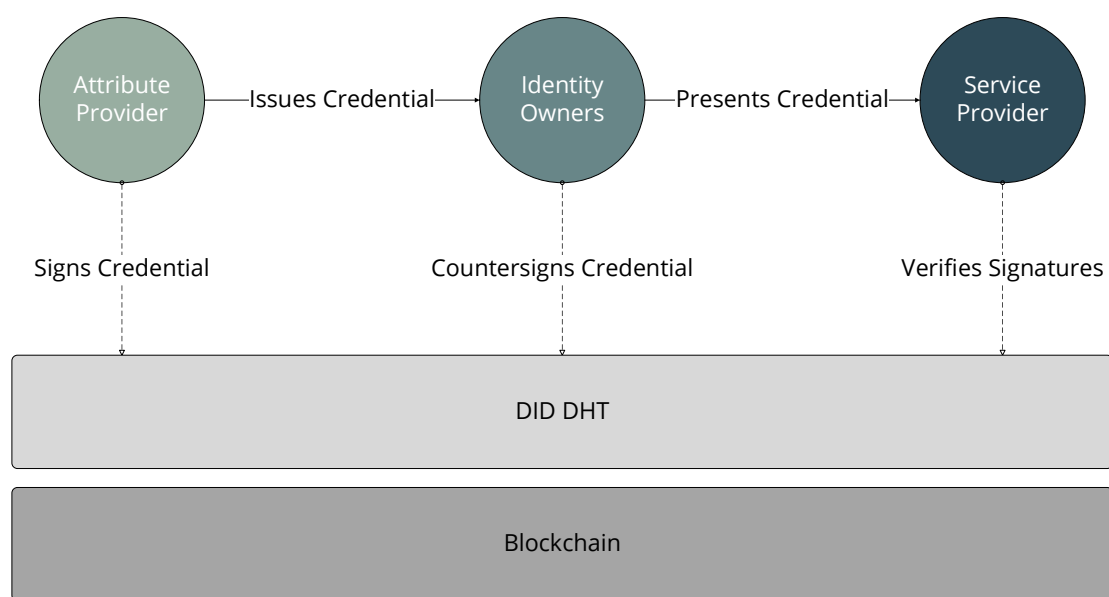 Attribute
Provider
Issues Credential
Identity
Owners
Presents Credential
Service
Provider
Signs Credential
Countersigns Credential
Verifies Signatures
DID DHT
Blockchain